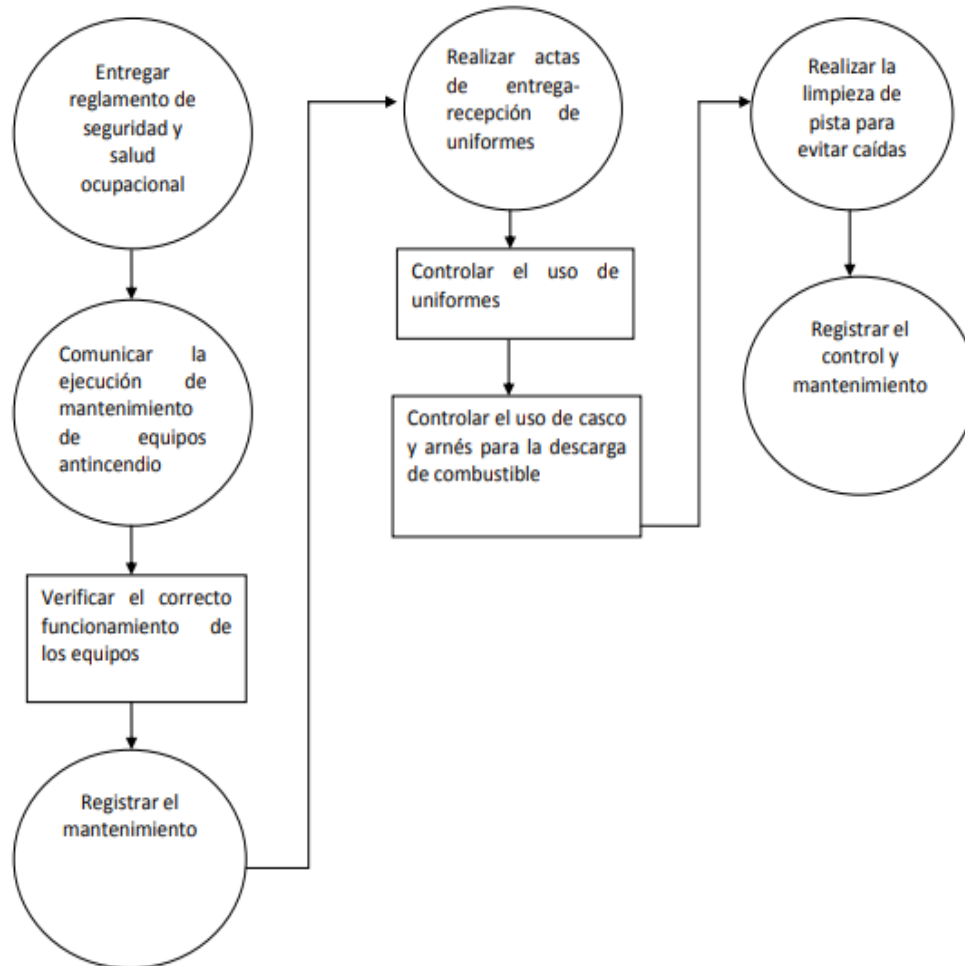 Entregar
reglamento de
seguridad y
salud
ocupacional
Comunicar la
ejecución de
mantenimiento
de equipos
antincendio
Verificar el correcto
funcionamiento de
los equipos
Registrar el
mantenimiento
Realizar actas
de entrega-
recepción de
uniformes
Controlar el uso de
uniformes
Controlar el uso de casco
y arnés para la descarga
de combustible
Realizar la
limpieza de
pista para
evitar caídas
Registrar el
control y
mantenimiento